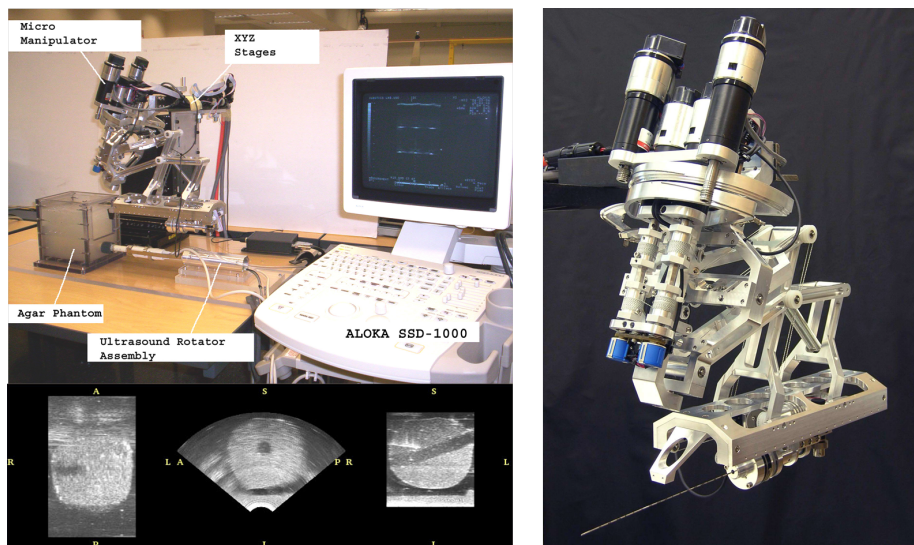 Micro
Manipulator
XYZ
Stages
Agar Phantom
Ultrasound Rotator
Assembly
ALOKA SSD-1000
A
S
S
R
L A
P R
L